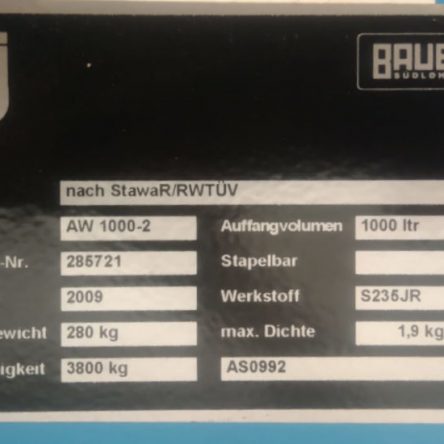 BAUE
SÜDLOH
nach StawaR/RWTÜV
AW 1000-2 Auffangvolumen 1000 ltr
-Nr. 285721 Stapelbar
2009 Werkstoff S235JR
ewicht 280 kg max. Dichte 1,9 kg
igkeit 3800 kg AS0992